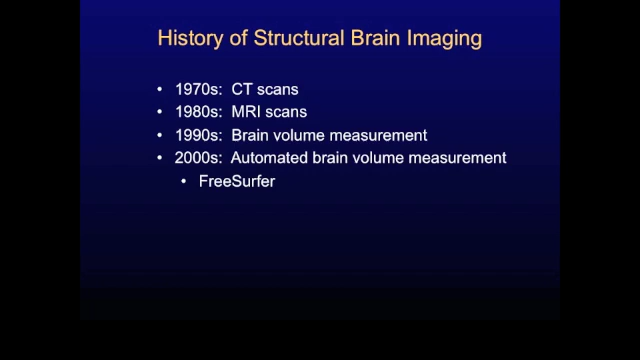 History of Structural Brain Imaging
• 1970s: CT scans
• 1980s: MRI scans
• 1990s: Brain volume measurement
• 2000s: Automated brain volume measurement
• FreeSurfer